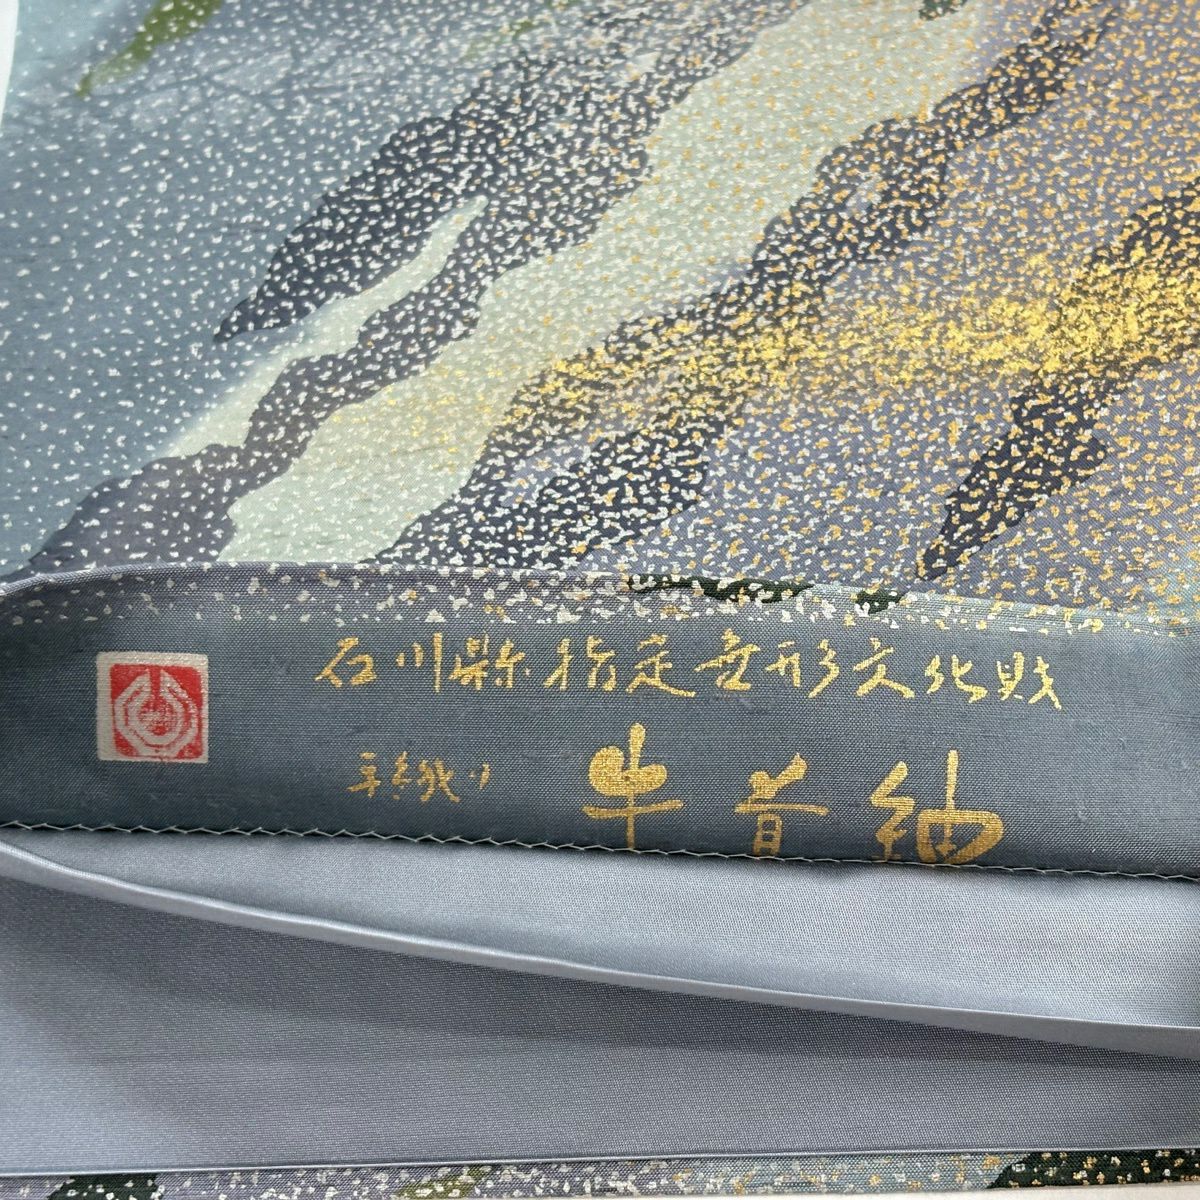 石川県指定無形文化財
手織り 牛首紬